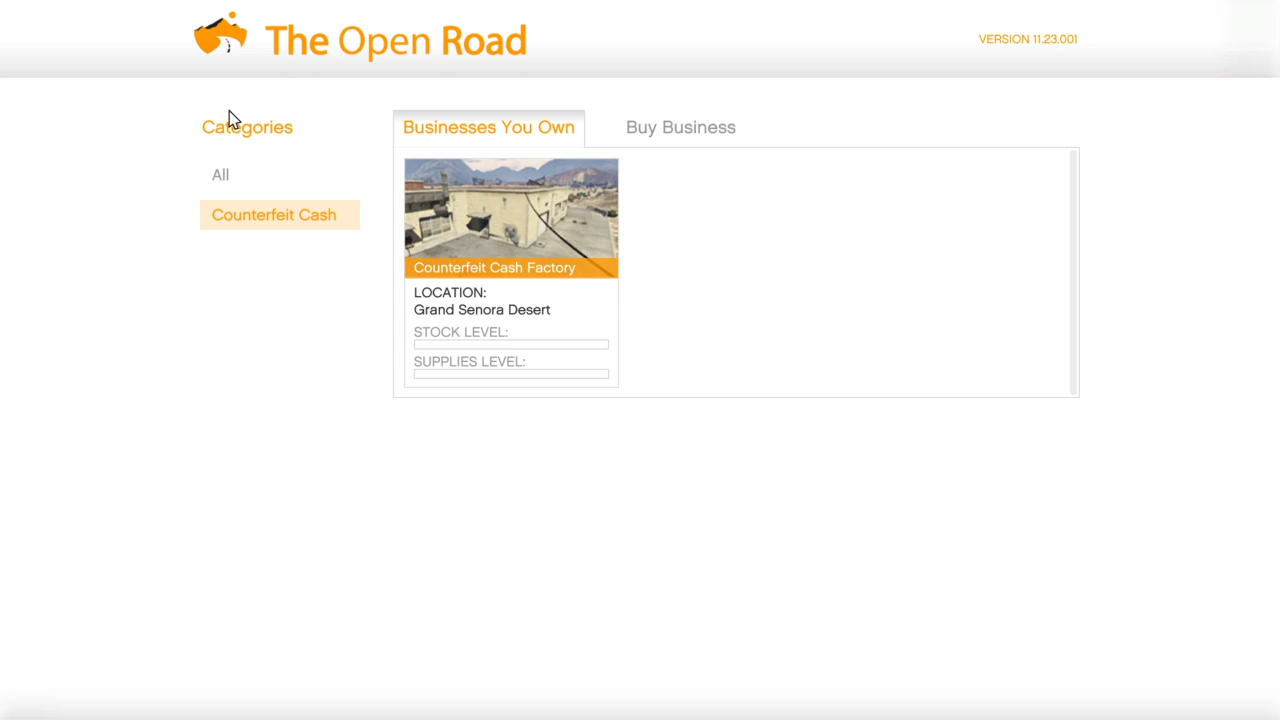 The Open Road
VERSION 11.23.001
Categories
All
Counterfeit Cash
Businesses You Own
Buy Business
Counterfeit Cash Factory
LOCATION:
Grand Senora Desert
STOCK LEVEL:
SUPPLIES LEVEL: